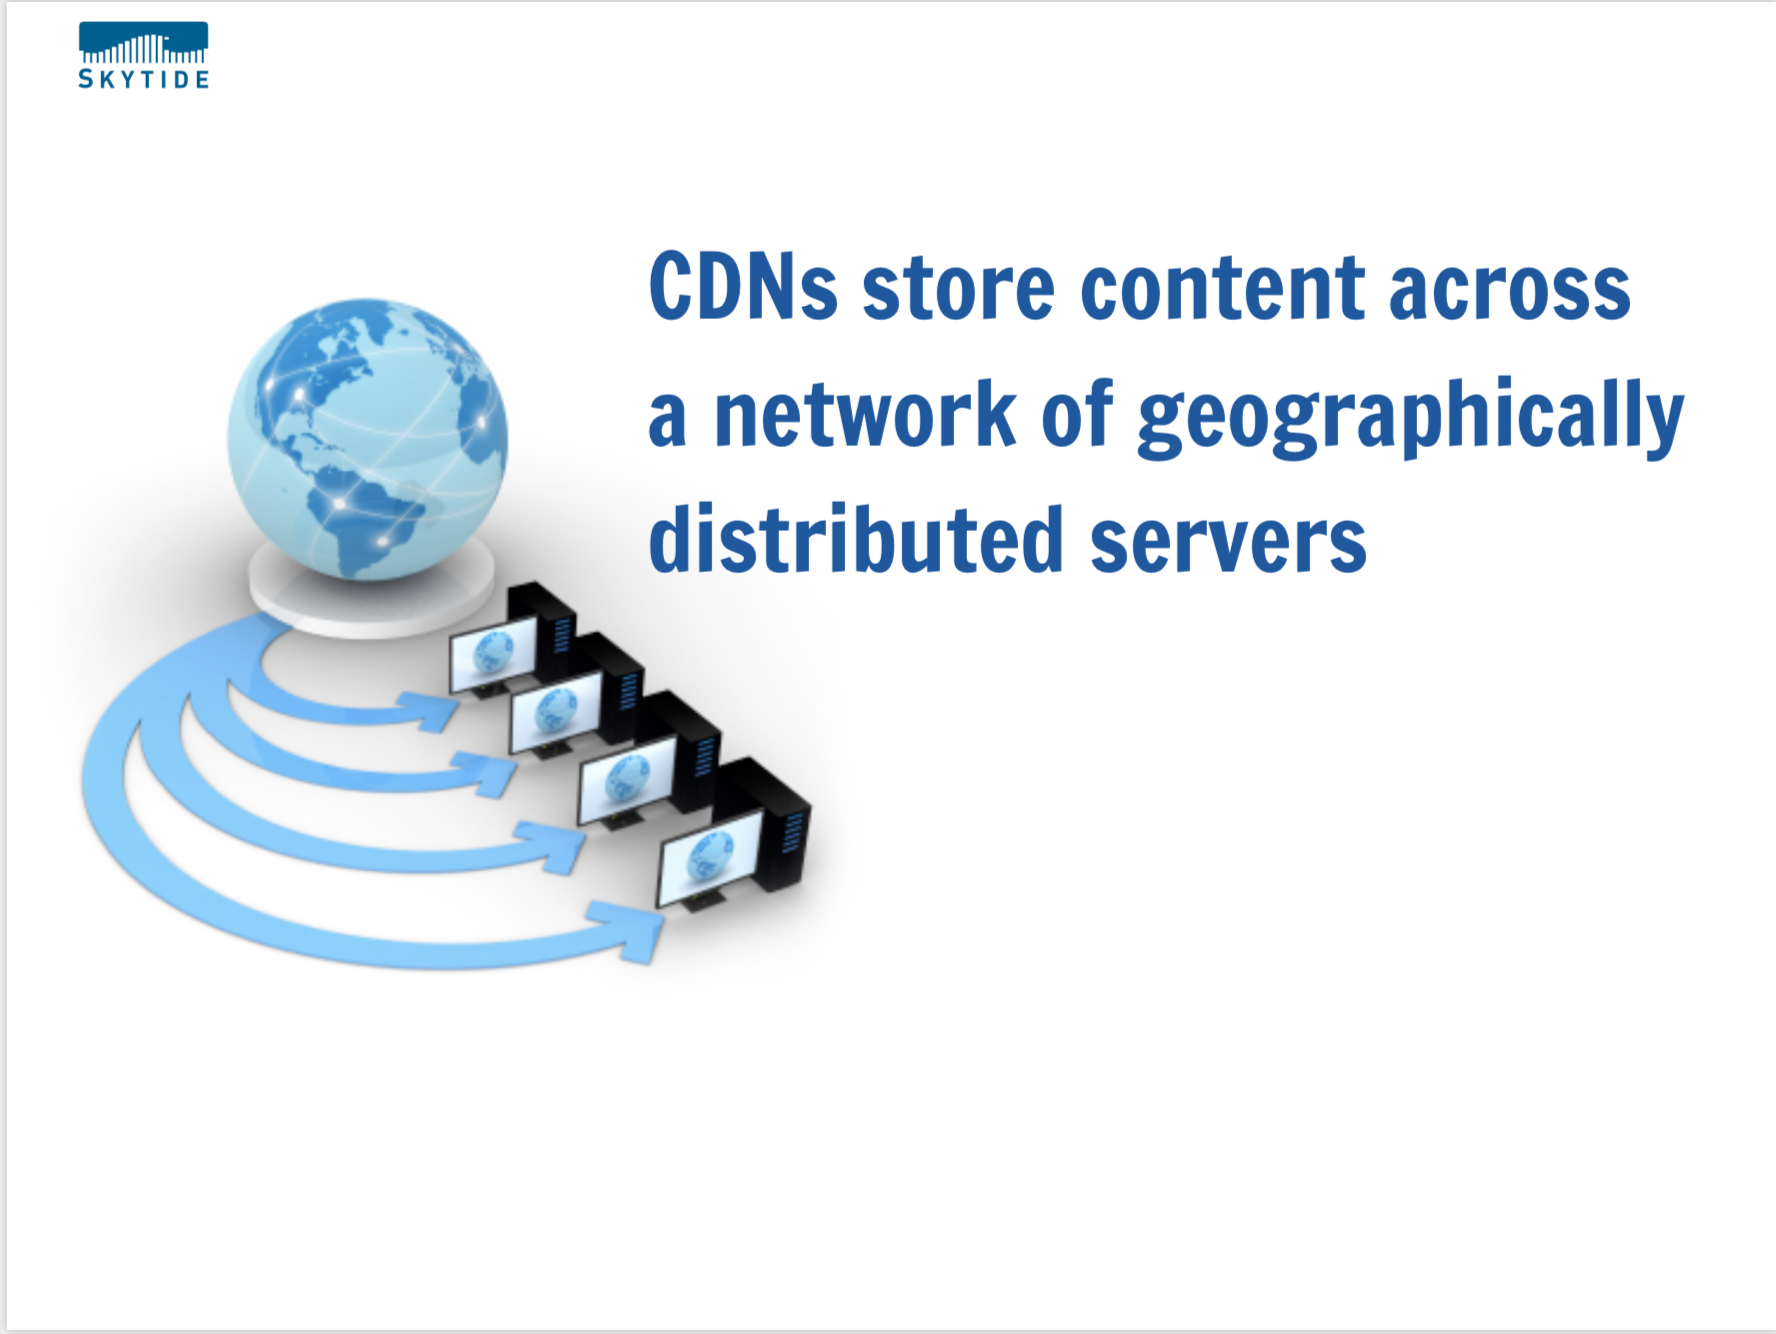 SKYTIDE
CDNs store content across
a network of geographically
distributed servers